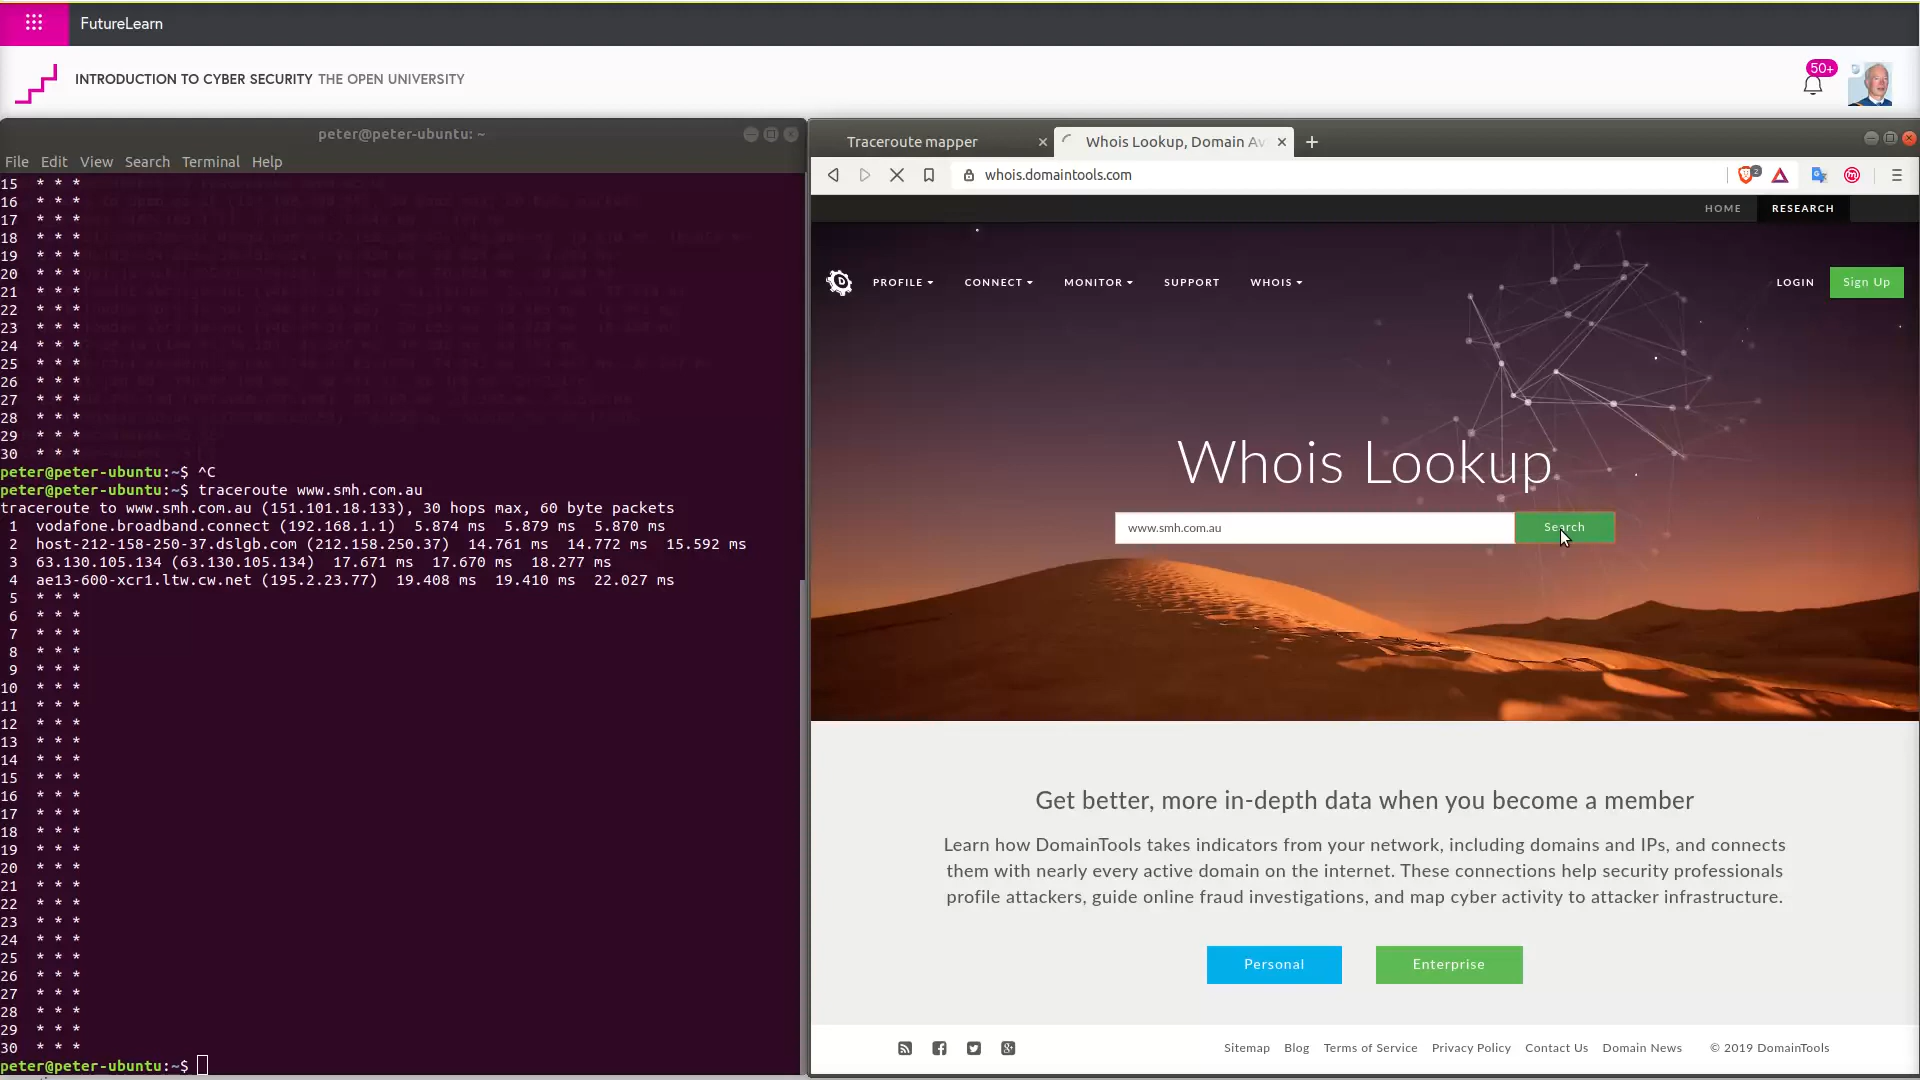 FutureLearn
INTRODUCTION TO CYBER SECURITY THE OPEN UNIVERSITY
50+
peter@peter-ubuntu: ~
File Edit View Search Terminal Help
15 * * *
16 * * *
17 * * *
18 * * *
19 * * *
20 * * *
21 * * *
22 * * *
23 * * *
24 * * *
25 * * *
26 * * *
27 * * *
28 * * *
29 * * *
30 * * *
peter@peter-ubuntu:~$ ^C
peter@peter-ubuntu:~$ traceroute www.smh.com.au
traceroute to www.smh.com.au (151.101.18.133), 30 hops max, 60 byte packets
1 vodafone.broadband.connect (192.168.1.1) 5.874 ms 5.879 ms 5.870 ms
2 host-212-158-250-37.dslgb.com (212.158.250.37) 14.761 ms 14.772 ms 15.592 ms
3 63.130.105.134 (63.130.105.134) 17.671 ms 17.670 ms 18.277 ms
4 ae13-600-xcr1.ltw.cw.net (195.2.23.77) 19.408 ms 19.410 ms 22.027 ms
5 * * *
6 * * *
7 * * *
8 * * *
9 * * *
10 * * *
11 * * *
12 * * *
13 * * *
14 * * *
15 * * *
16 * * *
17 * * *
18 * * *
19 * * *
20 * * *
21 * * *
22 * * *
23 * * *
24 * * *
25 * * *
26 * * *
27 * * *
28 * * *
29 * * *
30 * * *
peter@peter-ubuntu:~$
Traceroute mapper
Whois Lookup, Domain Av
whois.domaintools.com
2
HOME RESEARCH
PROFILE CONNECT MONITOR SUPPORT WHOIS LOGIN Sign Up
Whois Lookup
www.smh.com.au Search
Get better, more in-depth data when you become a member
Learn how DomainTools takes indicators from your network, including domains and IPs, and connects
them with nearly every active domain on the internet. These connections help security professionals
profile attackers, guide online fraud investigations, and map cyber activity to attacker infrastructure.
Personal Enterprise
Sitemap Blog Terms of Service Privacy Policy Contact Us Domain News © 2019 DomainTools